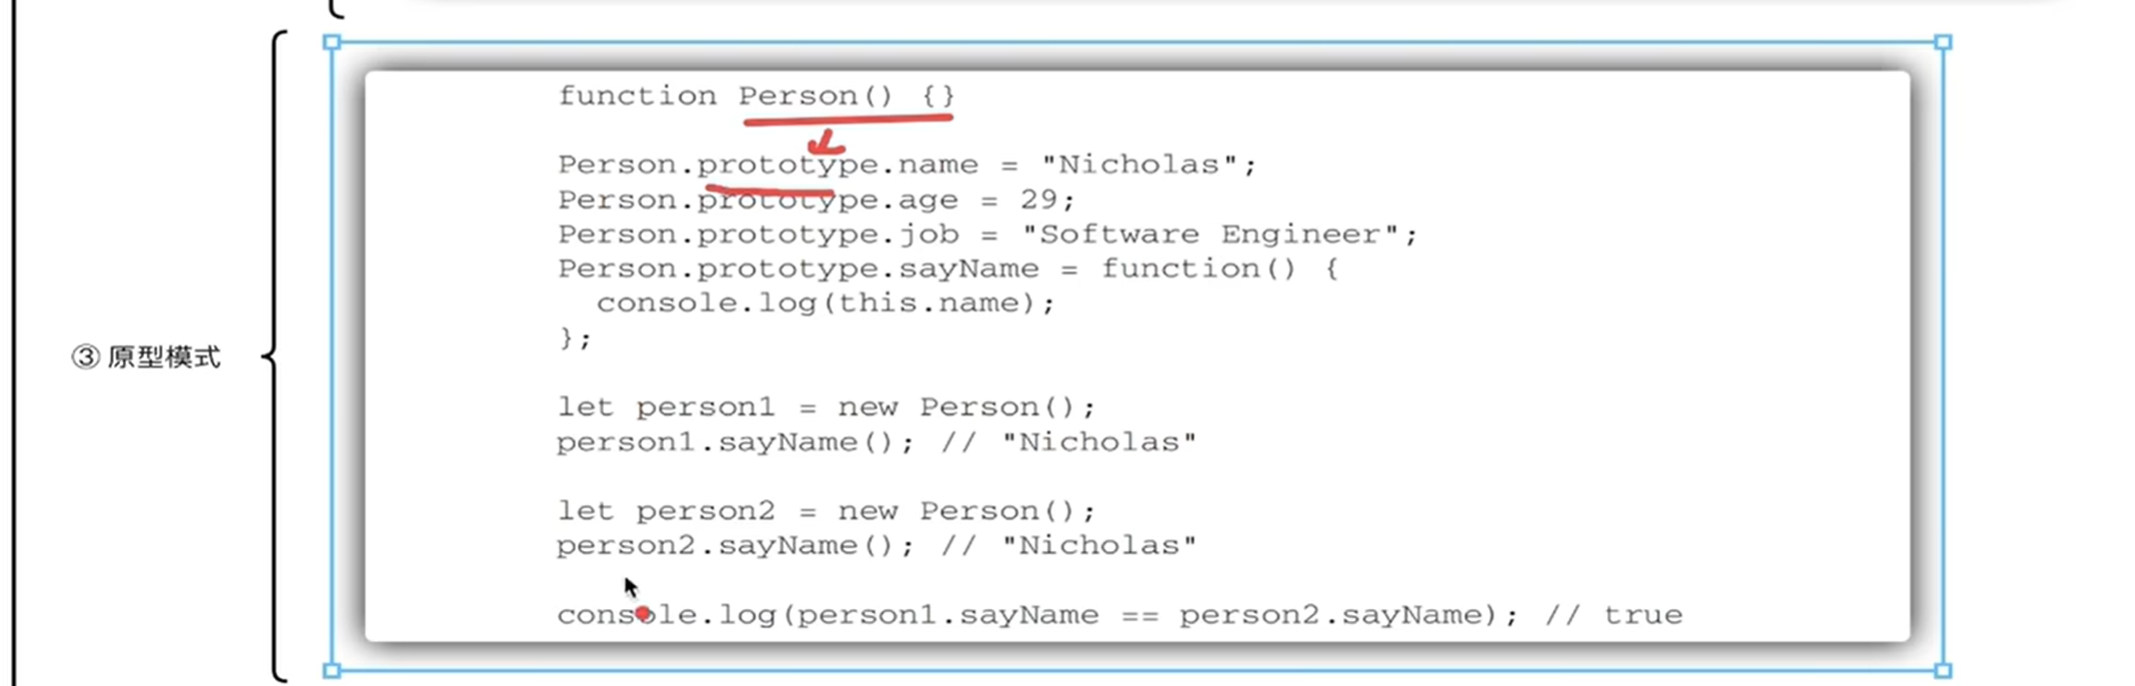 function Person() {}
Person.prototype.name = "Nicholas";
Person.prototype.age = 29;
Person.prototype.job = "Software Engineer";
Person.prototype.sayName = function() {
console.log(this.name);
};
③ 原型模式
let person1 = new Person();
person1.sayName(); // "Nicholas"
let person2 = new Person();
person2.sayName(); // "Nicholas"
console.log(person1.sayName == person2.sayName); // true